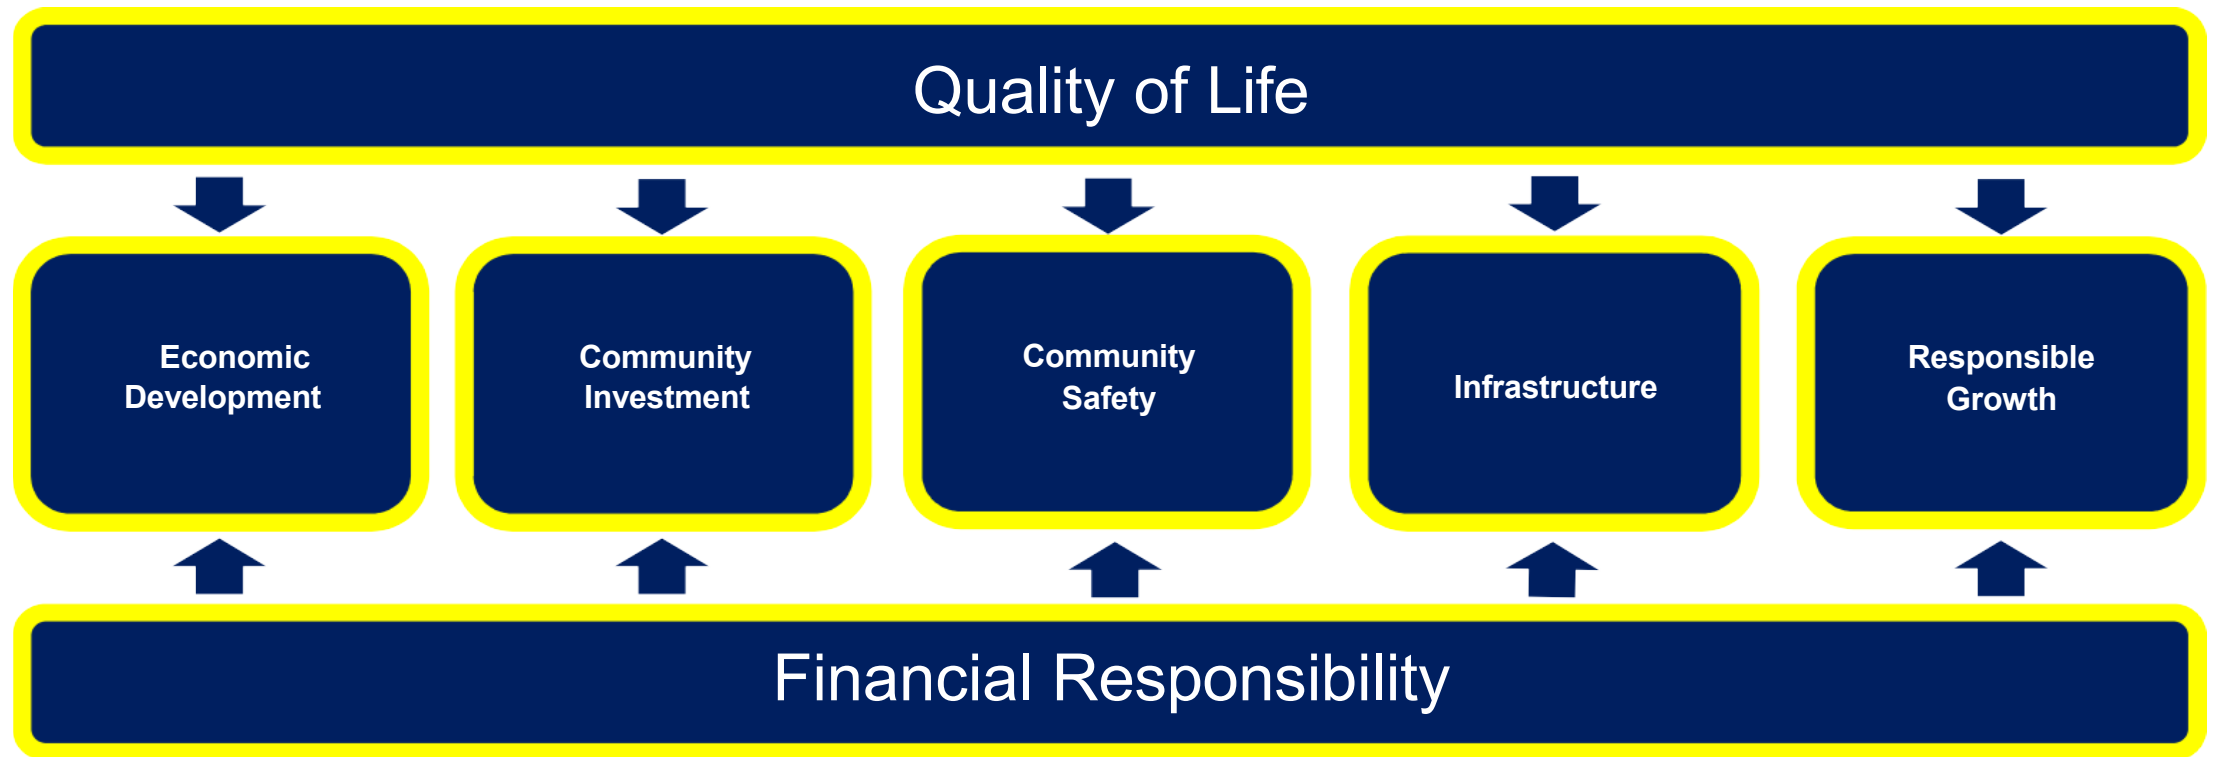 Quality of Life
Economic
Development
Community
Investment
Community
Safety
Infrastructure
Responsible
Growth
Financial Responsibility